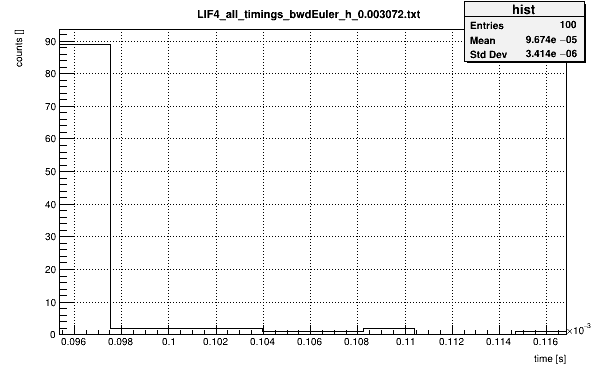 LIF4_all_timings_bwdEuler_h_0.003072.txt
hist
Entries 100
Mean 9.674e −05
Std Dev 3.414e −06
counts []
90
80
70
60
50
40
30
20
10
0
0.096 0.098 0.1 0.102 0.104 0.106 0.108 0.11 0.112 0.114 0.116
×10⁻³
time [s]